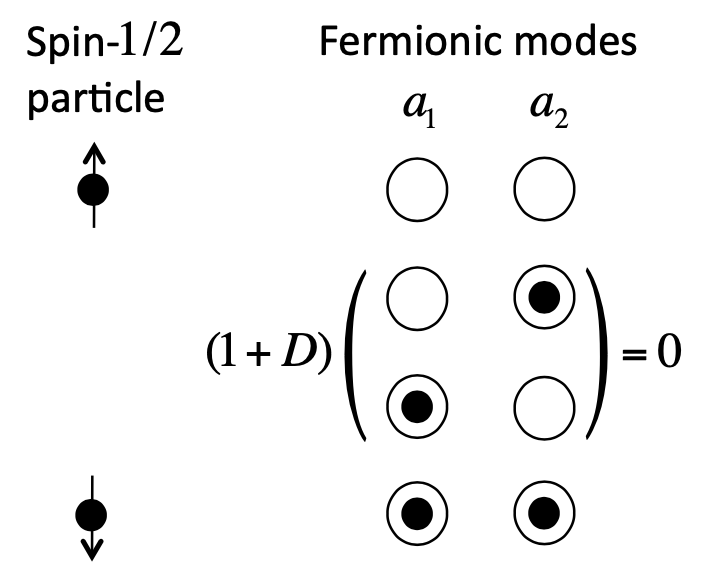 Spin-1/2 particle
Fermionic modes
a₁ a₂
(1 + D) ( ) = 0